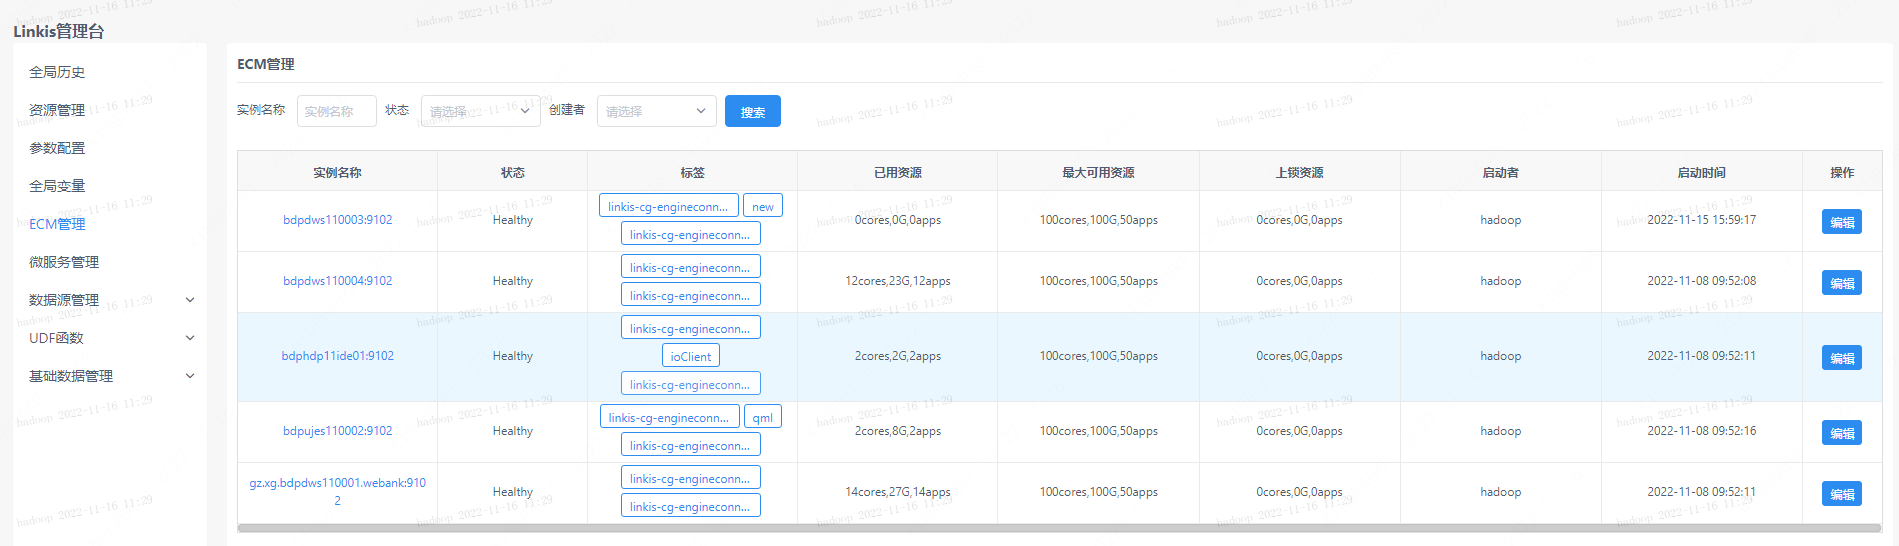 Linkis管理台
全局历史
资源管理
参数配置
全局变量
ECM管理
微服务管理
数据源管理
UDF函数
基础数据管理
ECM管理
实例名称 实例名称 状态 请选择 创建者 请选择 搜索
实例名称 状态 标签 已用资源 最大可用资源 上锁资源 启动者 启动时间 操作
bdpdws110003:9102 Healthy linkis-cg-engineconn... new linkis-cg-engineconn... 0cores,0G,0apps 100cores,100G,50apps 0cores,0G,0apps hadoop 2022-11-15 15:59:17 编辑
bdpdws110004:9102 Healthy linkis-cg-engineconn... linkis-cg-engineconn... 12cores,23G,12apps 100cores,100G,50apps 0cores,0G,0apps hadoop 2022-11-08 09:52:08 编辑
bdphdp11ide01:9102 Healthy linkis-cg-engineconn... ioClient linkis-cg-engineconn... 2cores,2G,2apps 100cores,100G,50apps 0cores,0G,0apps hadoop 2022-11-08 09:52:11 编辑
bdpujes110002:9102 Healthy linkis-cg-engineconn... qml linkis-cg-engineconn... 2cores,8G,2apps 100cores,100G,50apps 0cores,0G,0apps hadoop 2022-11-08 09:52:16 编辑
gz.xg.bdpdws110001.webank:9102 Healthy linkis-cg-engineconn... linkis-cg-engineconn... 14cores,27G,14apps 100cores,100G,50apps 0cores,0G,0apps hadoop 2022-11-08 09:52:11 编辑
hadoop 2022-11-16 11:29